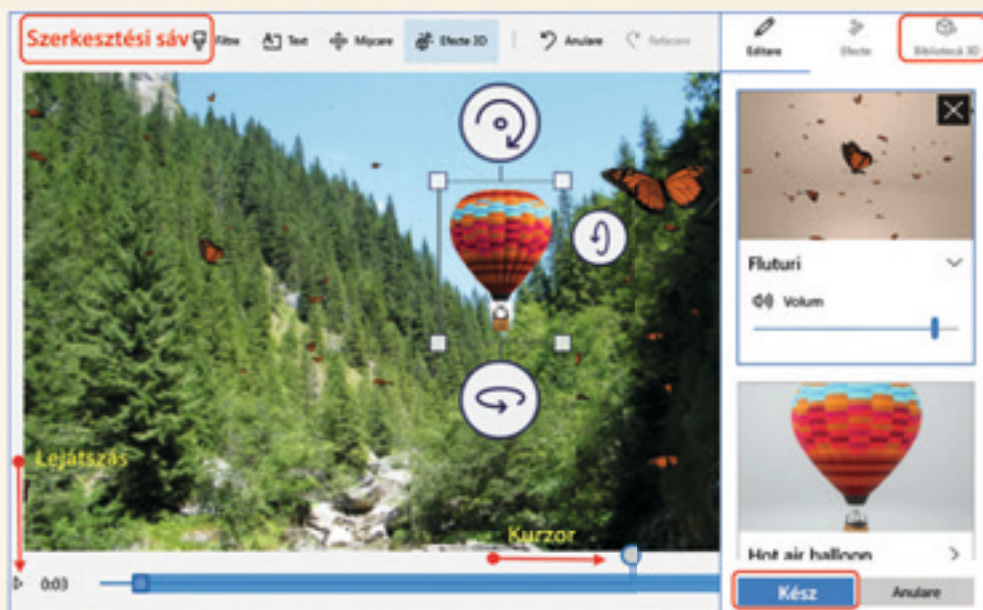 Szerkesztési sáv Filtre Text Mișcare Efecte 3D Anulare Refacere
Editare Efecte Bibliotecă 3D
Fluturi
Volum
Lejátszás
Kurzor
0:03
Hot air balloon
Kész Anulare